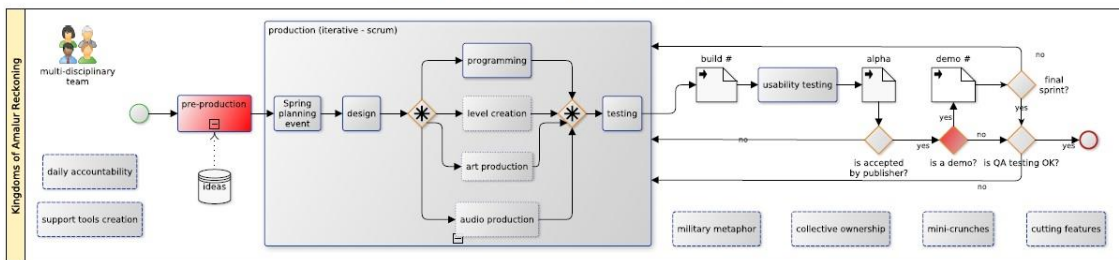 Kingdoms of Amalur Reckoning
multi-disciplinary
team
pre-production
ideas
daily accountability
support tools creation
production (iterative - scrum)
Spring
planning
event
design
programming
level creation
art production
audio production
testing
build #
usability testing
alpha
demo #
final
sprint?
no
yes
no
yes
yes
no
yes
is accepted
by publisher?
is a demo?
is QA testing OK?
no
military metaphor
collective ownership
mini-crunches
cutting features